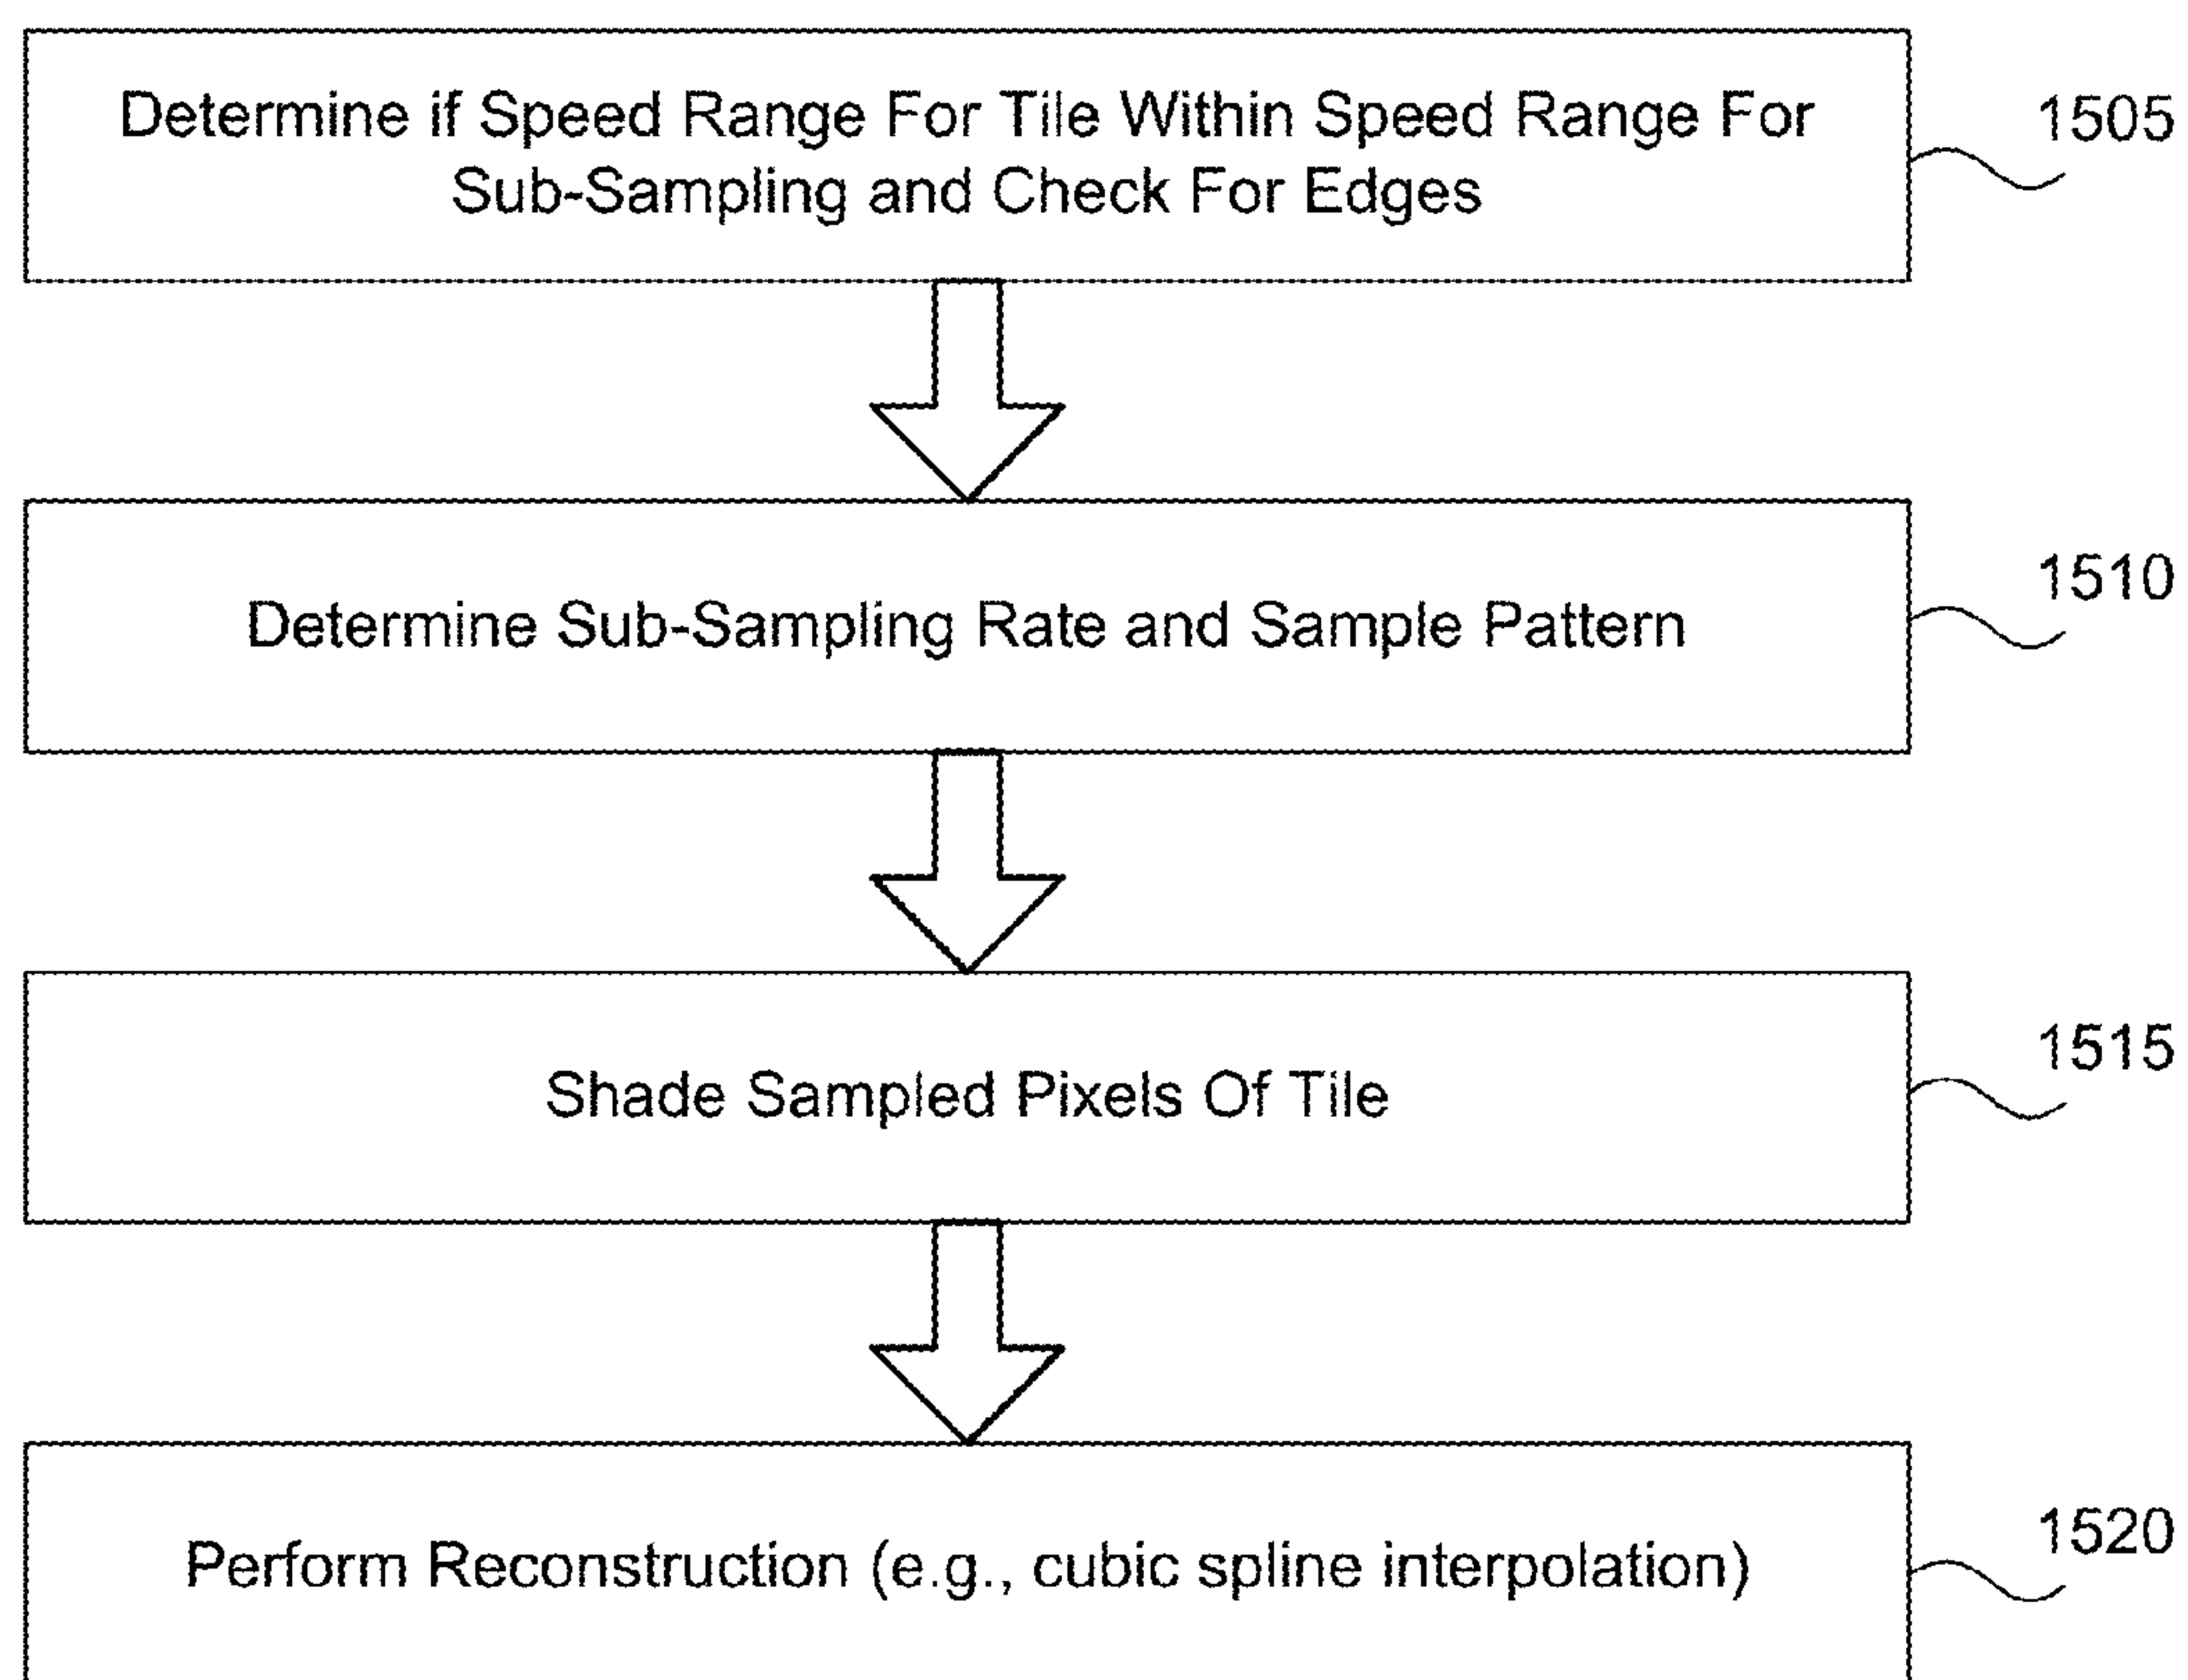 Determine if Speed Range For Tile Within Speed Range For
Sub-Sampling and Check For Edges
1505
Determine Sub-Sampling Rate and Sample Pattern
1510
Shade Sampled Pixels Of Tile
1515
Perform Reconstruction (e.g., cubic spline interpolation)
1520